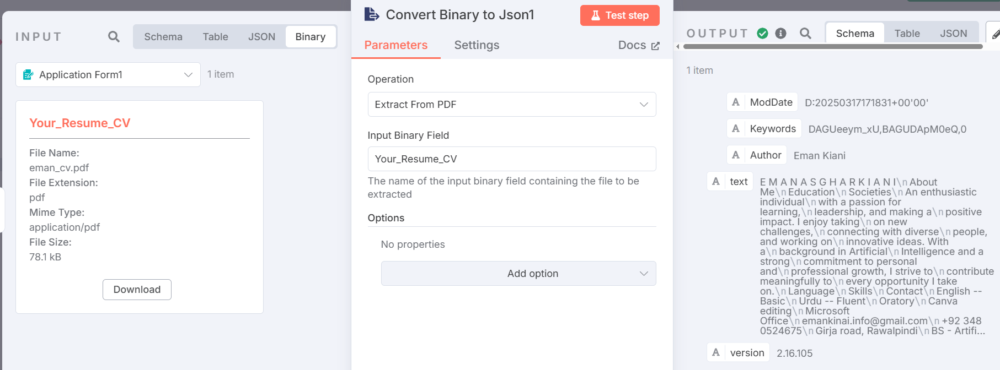 INPUT
Schema
Table
JSON
Binary
Application Form1
1 item
Your_Resume_CV
File Name:
eman_cv.pdf
File Extension:
pdf
Mime Type:
application/pdf
File Size:
78.1 kB
Download
Convert Binary to Json1
Test step
Parameters
Settings
Docs
Operation
Extract From PDF
Input Binary Field
Your_Resume_CV
The name of the input binary field containing the file to be
extracted
Options
No properties
Add option
OUTPUT
Schema
Table
JSON
1 item
A ModDate D:20250317171831+00'00'
A Keywords DAGUeeym_xU,BAGUDApM0eQ,0
A Author Eman Kiani
A text E M A N A S G H A R K I A N I\n About
Me\n Education\n Societies\n An enthusiastic
individual\n with a passion for
learning,\n leadership, and making a\n positive
impact. I enjoy taking\n on new
challenges,\n connecting with diverse\n people,
and working on\n innovative ideas. With
a\n background in Artificial\n Intelligence and a
strong\n commitment to personal
and\n professional growth, I strive to\n contribute
meaningfully to\n every opportunity I take
on.\n Language\n Skills\n Contact\n English --
Basic\n Urdu -- Fluent\n Oratory\n Canva
editing\n Microsoft
Office\n emankinai.info@gmail.com\n +92 348
0524675\n Girja road, Rawalpindi\n BS - Artifi...
A version 2.16.105